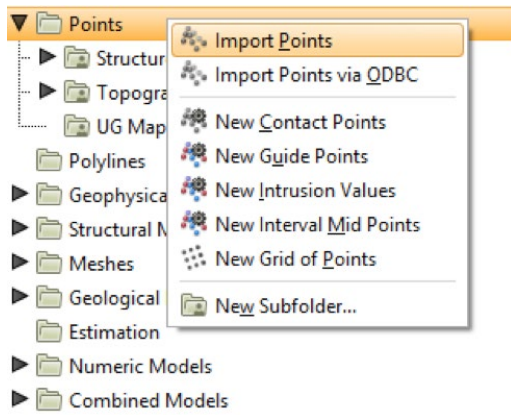 Points
Import Points
Structur
Import Points via ODBC
Topogra
New Contact Points
UG Map
New Guide Points
Polylines
New Intrusion Values
Geophysica
New Interval Mid Points
Structural M
New Grid of Points
Meshes
Geological
New Subfolder...
Estimation
Numeric Models
Combined Models